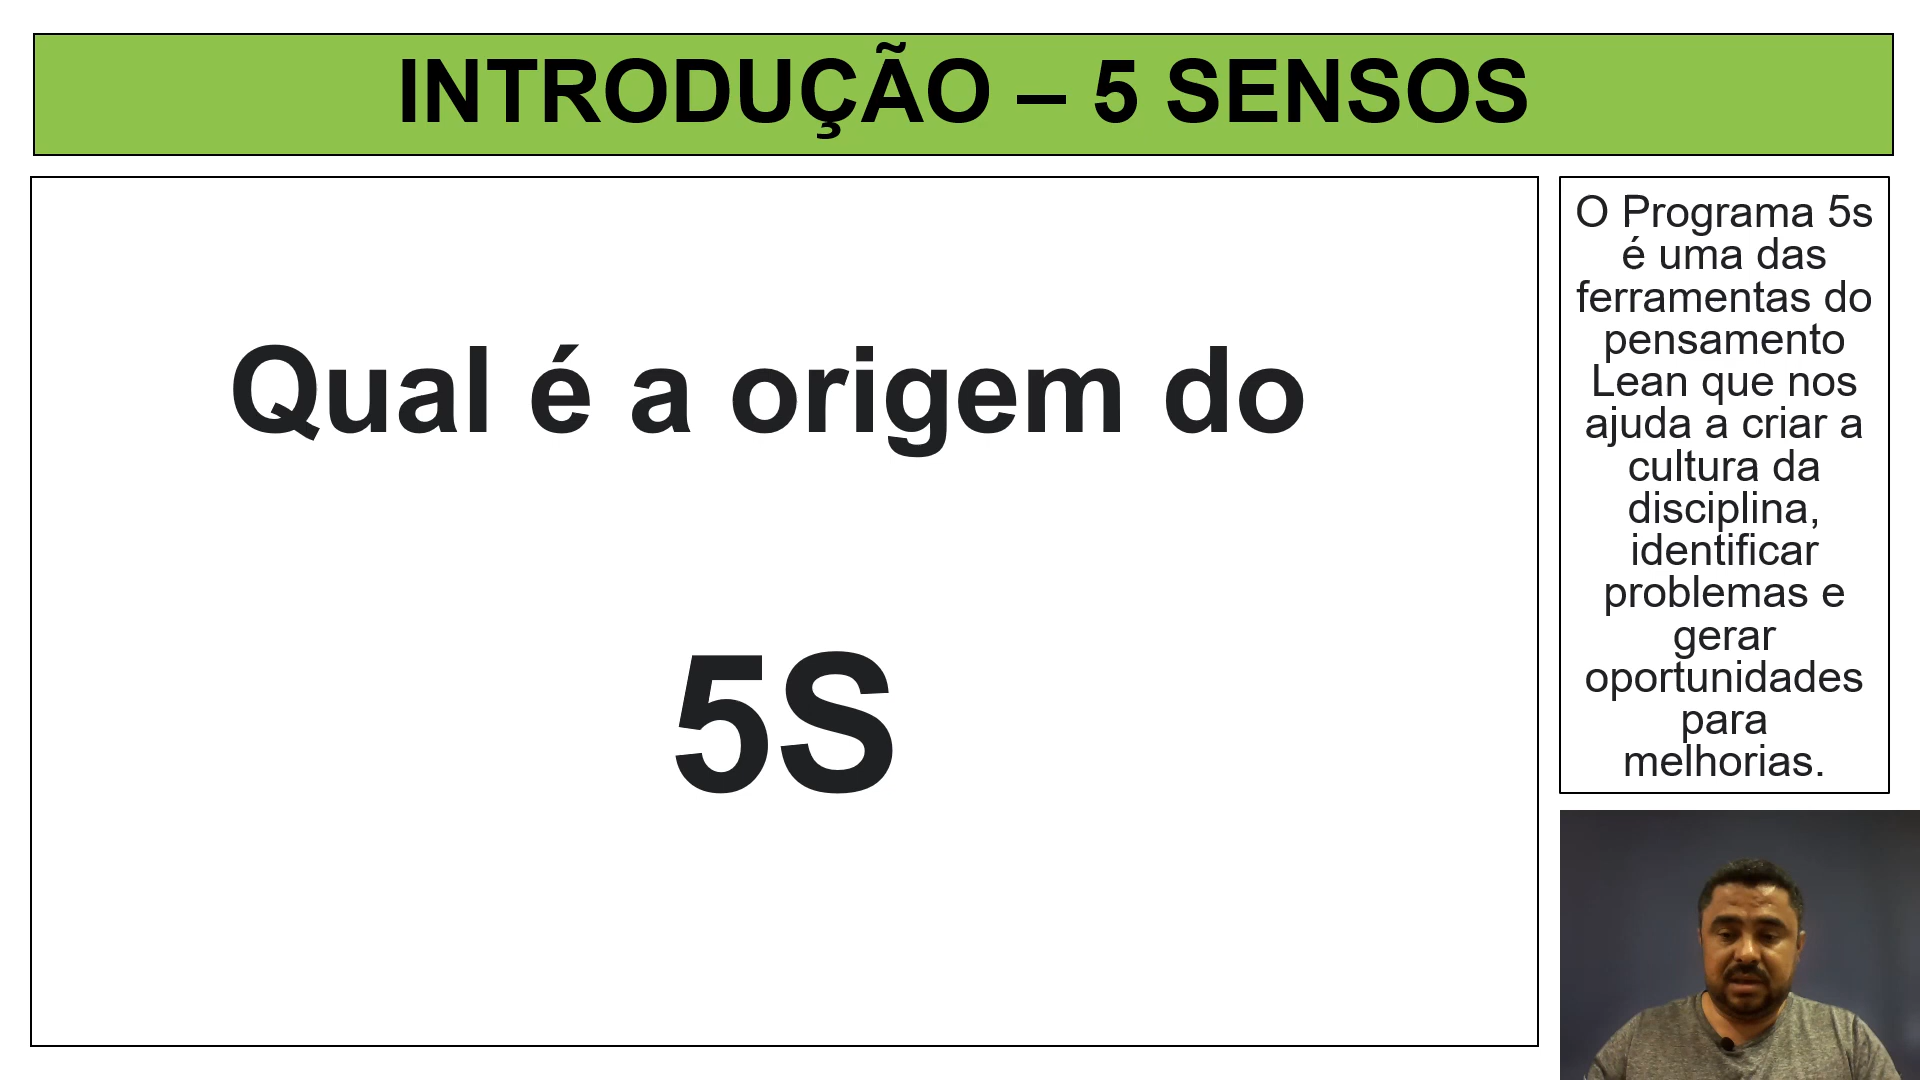 INTRODUÇÃO – 5 SENSOS
Qual é a origem do
5S
O Programa 5s
é uma das
ferramentas do
pensamento
Lean que nos
ajuda a criar a
cultura da
disciplina,
identificar
problemas e
gerar
oportunidades
para
melhorias.